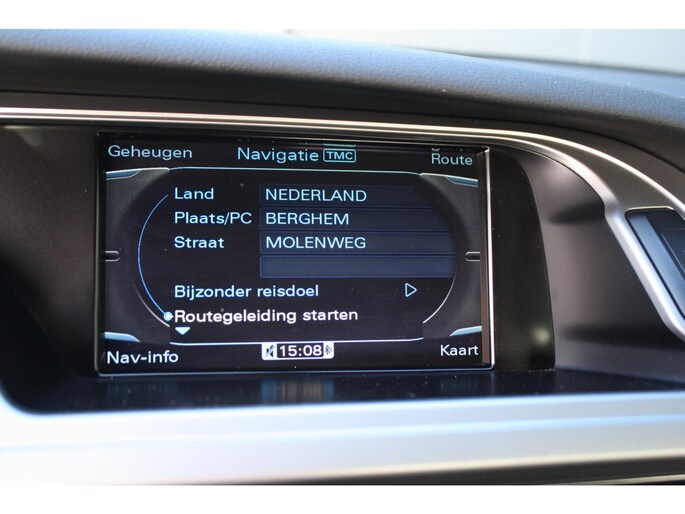 Geheugen Navigatie TMC Route
Land NEDERLAND
Plaats/PC BERGHEM
Straat MOLENWEG
Bijzonder reisdoel
Routegeleiding starten
Nav-info 15:08 Kaart